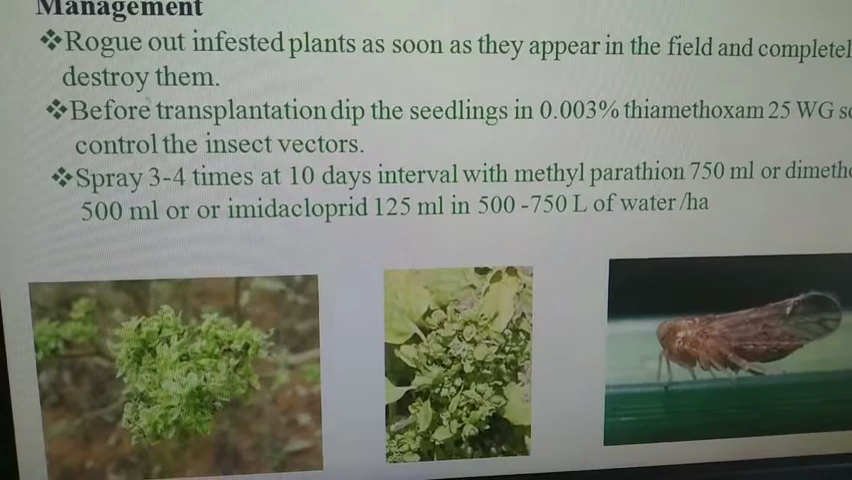 Management
❖Rogue out infested plants as soon as they appear in the field and
destroy them.
❖Before transplantation dip the seedlings in 0.003% thiamethoxam 25 WG
control the insect vectors.
❖Spray 3-4 times at 10 days interval with methyl parathion 750 ml or
500 ml or or imidacloprid 125 ml in 500 -750 L of water /ha